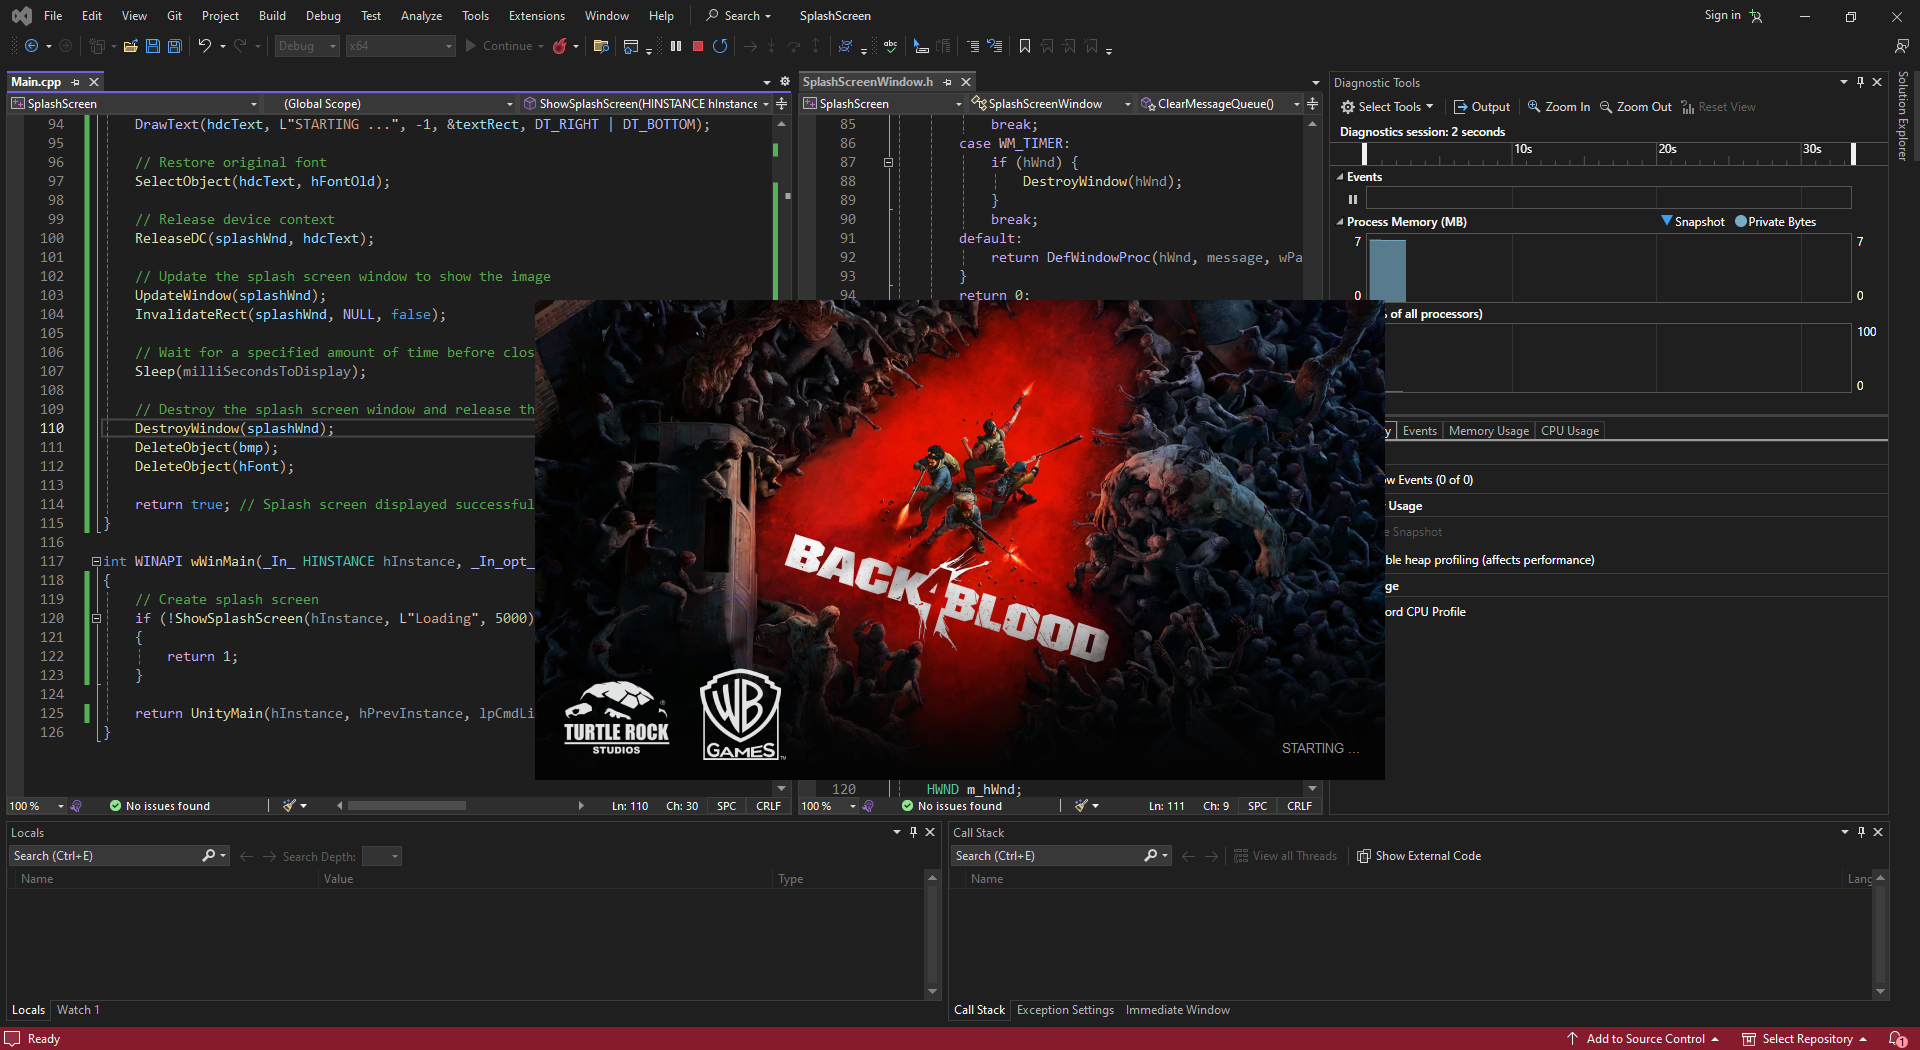 File Edit View Git Project Build Debug Test Analyze Tools Extensions Window Help Search SplashScreen Sign in
Debug x64 Continue
Main.cpp
SplashScreen (Global Scope) ShowSplashScreen(HINSTANCE hInstance
94 DrawText(hdcText, L"STARTING ...", -1, &textRect, DT_RIGHT | DT_BOTTOM);
95
96 // Restore original font
97 SelectObject(hdcText, hFontOld);
98
99 // Release device context
100 ReleaseDC(splashWnd, hdcText);
101
102 // Update the splash screen window to show the image
103 UpdateWindow(splashWnd);
104 InvalidateRect(splashWnd, NULL, false);
105
106 // Wait for a specified amount of time before clos
107 Sleep(milliSecondsToDisplay);
108
109 // Destroy the splash screen window and release th
110 DestroyWindow(splashWnd);
111 DeleteObject(bmp);
112 DeleteObject(hFont);
113
114 return true; // Splash screen displayed successful
115 }
116
117 int WINAPI wWinMain(_In_ HINSTANCE hInstance, _In_opt_
118 {
119 // Create splash screen
120 if (!ShowSplashScreen(hInstance, L"Loading", 5000)
121 {
122 return 1;
123 }
124
125 return UnityMain(hInstance, hPrevInstance, lpCmdLi
126 }
100 % No issues found Ln: 110 Ch: 30 SPC CRLF
SplashScreenWindow.h
SplashScreen SplashScreenWindow ClearMessageQueue()
85 break;
86 case WM_TIMER:
87 if (hWnd) {
88 DestroyWindow(hWnd);
89 }
90 break;
91 default:
92 return DefWindowProc(hWnd, message, wPa
93 }
94 return 0;
120 HWND m_hWnd;
100 % No issues found Ln: 111 Ch: 9 SPC CRLF
BACK 4 BLOOD
TURTLE ROCK
STUDIOS
WB
GAMES
TM
STARTING ...
Diagnostic Tools
Select Tools Output Zoom In Zoom Out Reset View
Diagnostics session: 2 seconds
10s 20s 30s
Events
Process Memory (MB) Snapshot Private Bytes
7 7
0 0
of all processors)
100
0
y Events Memory Usage CPU Usage
ow Events (0 of 0)
Usage
e Snapshot
ble heap profiling (affects performance)
ge
ord CPU Profile
Solution Explorer
Locals
Search (Ctrl+E) Search Depth:
Name Value Type
Locals Watch 1
Call Stack
Search (Ctrl+E) View all Threads Show External Code
Name Lang
Call Stack Exception Settings Immediate Window
Ready Add to Source Control Select Repository 1